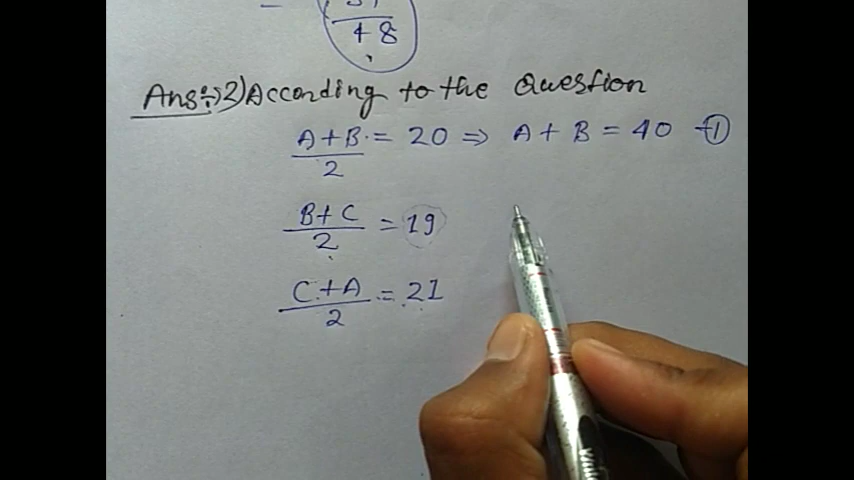 48
Ans:→2) According to the Question
A+B/2 = 20 ⇒ A + B = 40 -①
B+C/2 = 19
C+A/2 = 21